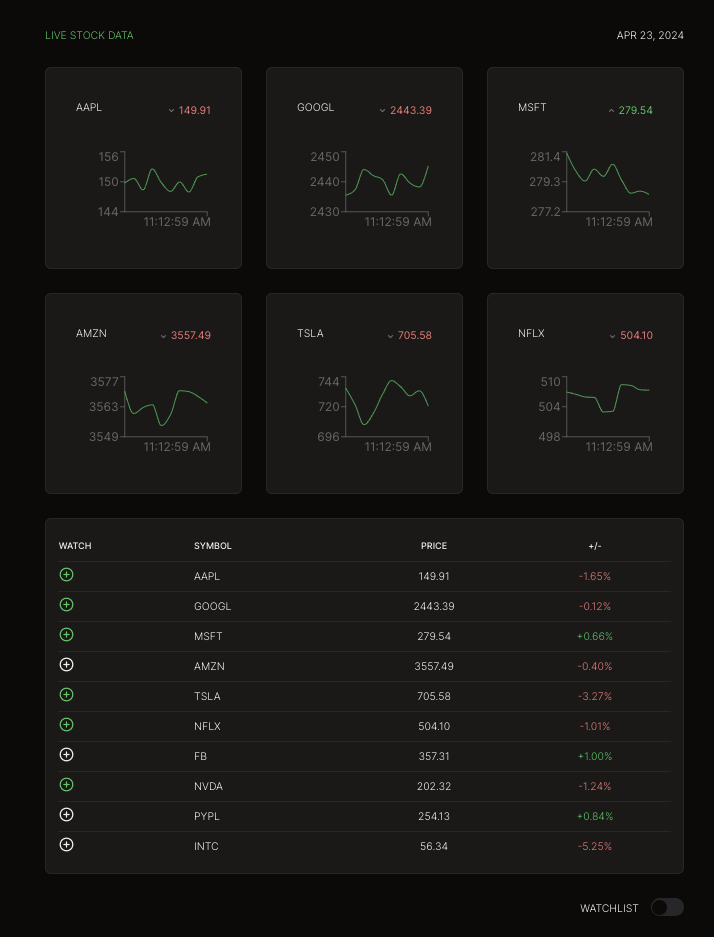 LIVE STOCK DATA APR 23, 2024
AAPL 149.91
156
150
144
11:12:59 AM
GOOGL 2443.39
2450
2440
2430
11:12:59 AM
MSFT 279.54
281.4
279.3
277.2
11:12:59 AM
AMZN 3557.49
3577
3563
3549
11:12:59 AM
TSLA 705.58
744
720
696
11:12:59 AM
NFLX 504.10
510
504
498
11:12:59 AM
WATCH SYMBOL PRICE +/-
AAPL 149.91 -1.65%
GOOGL 2443.39 -0.12%
MSFT 279.54 +0.66%
AMZN 3557.49 -0.40%
TSLA 705.58 -3.27%
NFLX 504.10 -1.01%
FB 357.31 +1.00%
NVDA 202.32 -1.24%
PYPL 254.13 +0.84%
INTC 56.34 -5.25%
WATCHLIST